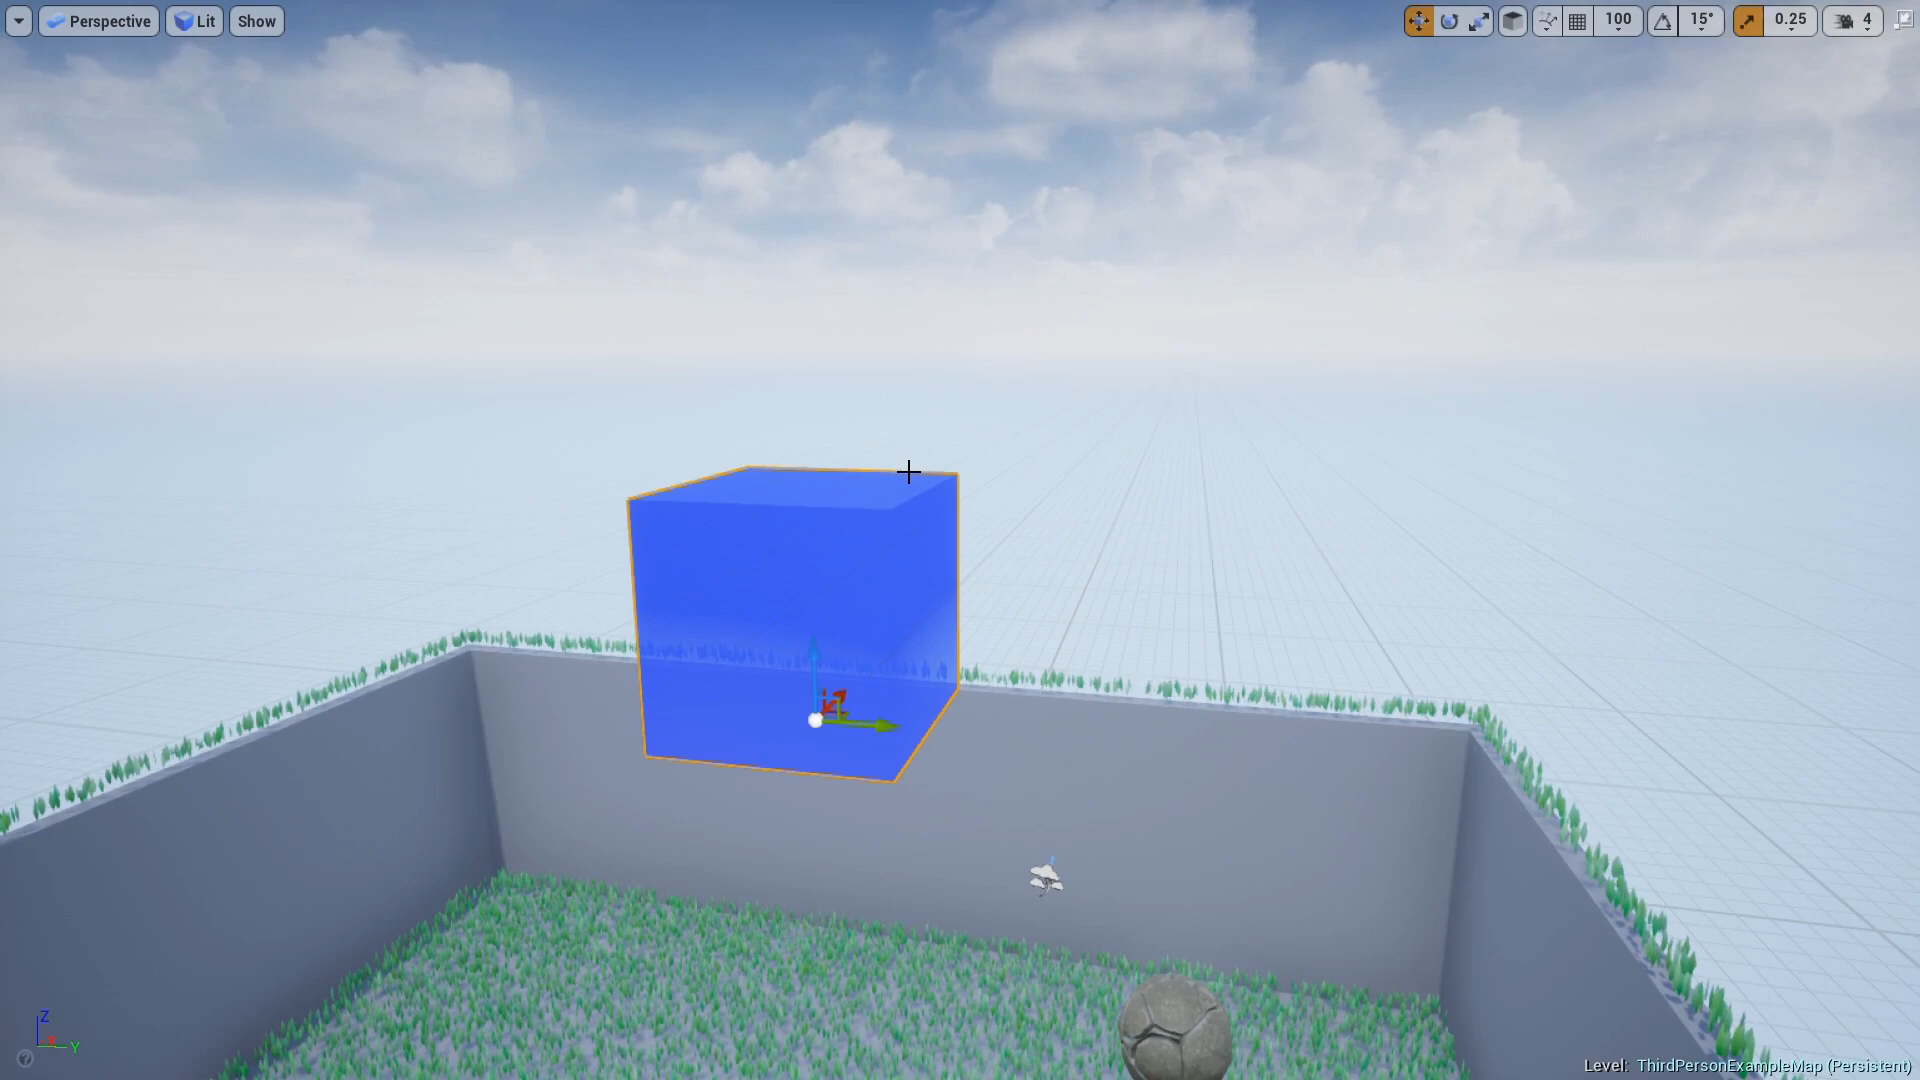 Perspective
Lit
Show
100
15°
0.25
4
Z
X
Y
Level: ThirdPersonExampleMap (Persistent)